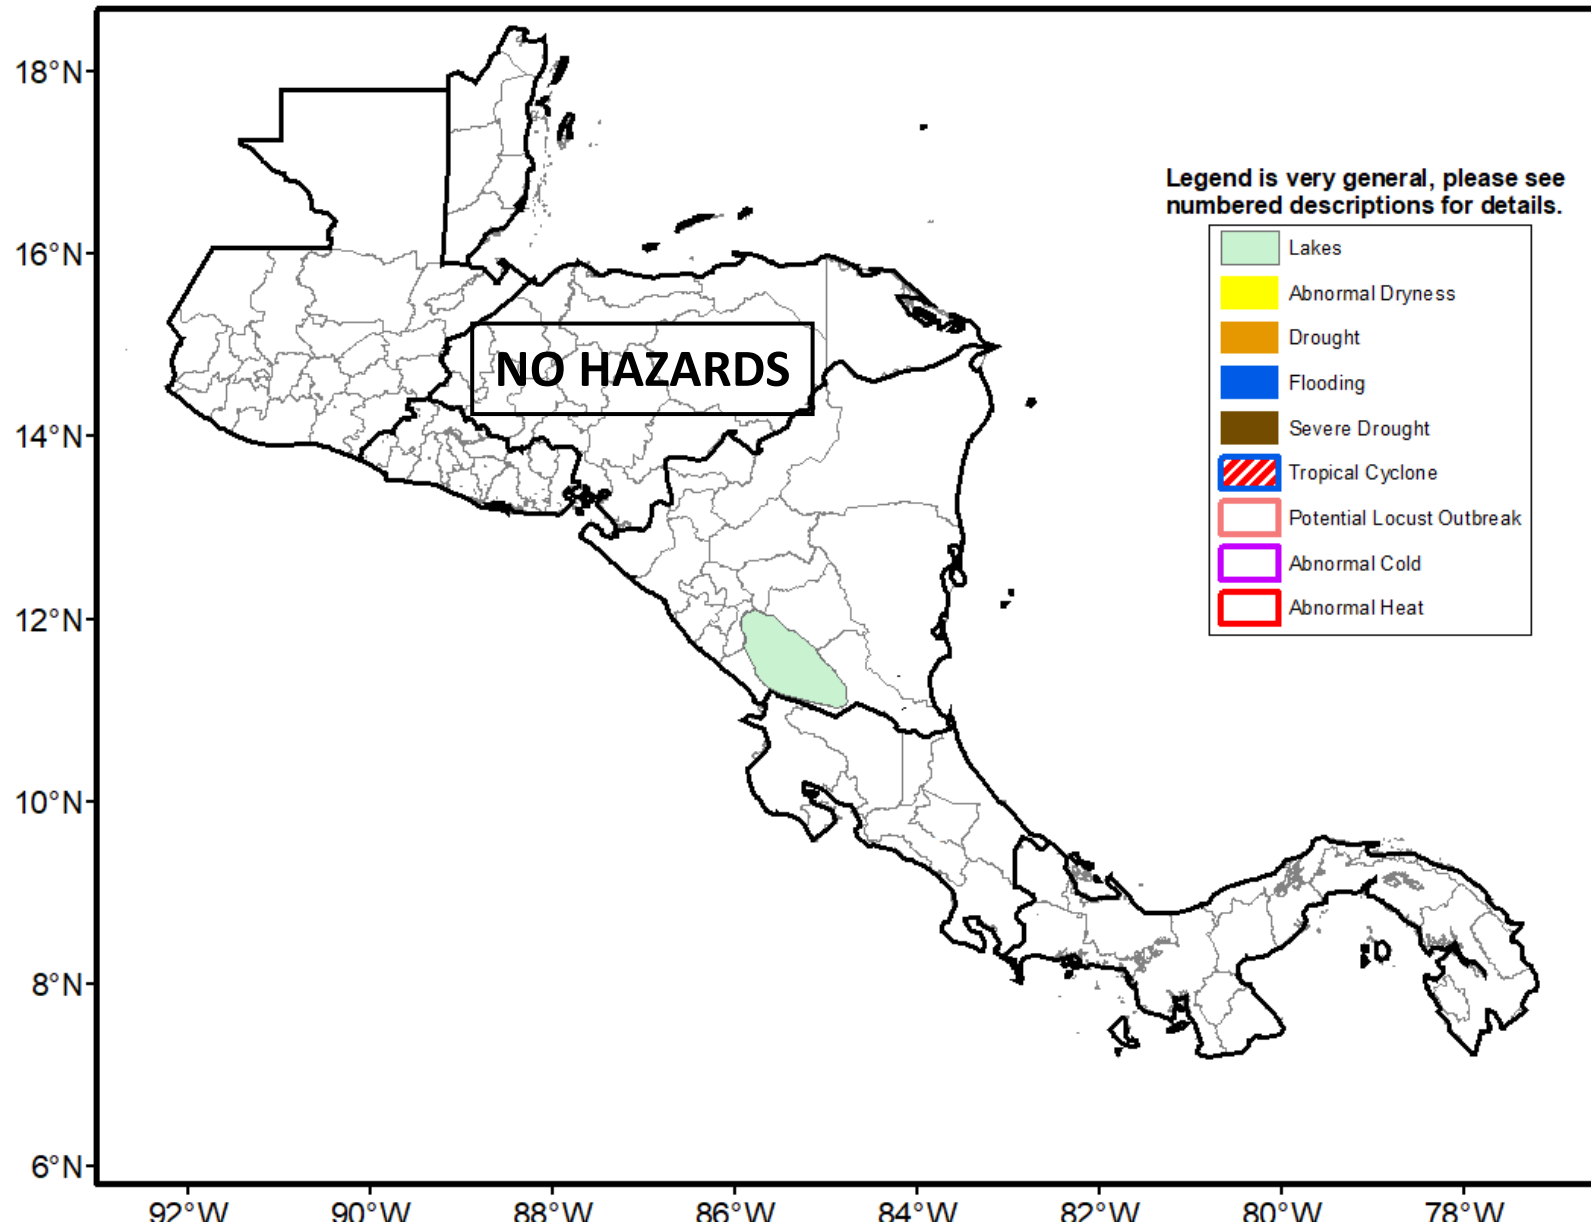 18°N
16°N
14°N
12°N
10°N
8°N
6°N
Legend is very general, please see
numbered descriptions for details.
Lakes
Abnormal Dryness
Drought
Flooding
Severe Drought
Tropical Cyclone
Potential Locust Outbreak
Abnormal Cold
Abnormal Heat
NO HAZARDS
92°W 90°W 88°W 86°W 84°W 82°W 80°W 78°W